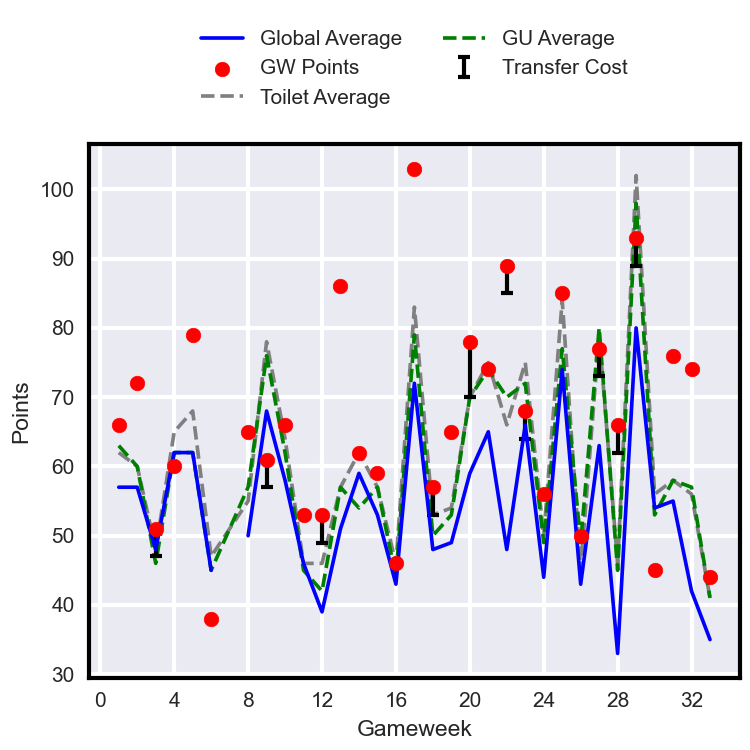 Global Average
GW Points
Toilet Average
GU Average
Transfer Cost
100
90
80
70
60
50
40
30
Points
0 4 8 12 16 20 24 28 32
Gameweek